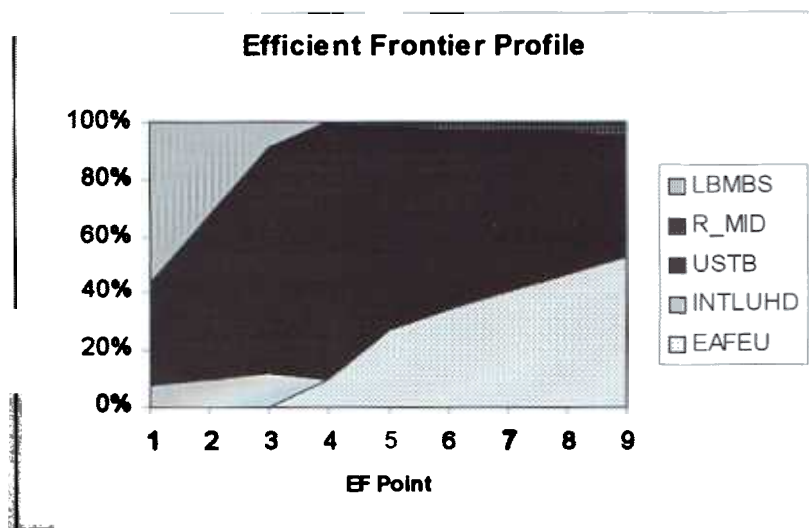 Efficient Frontier Profile
100%
80%
60%
40%
20%
0%
1 2 3 4 5 6 7 8 9
EF Point
LBMBS
R_MID
USTB
INTLUHD
EAFEU